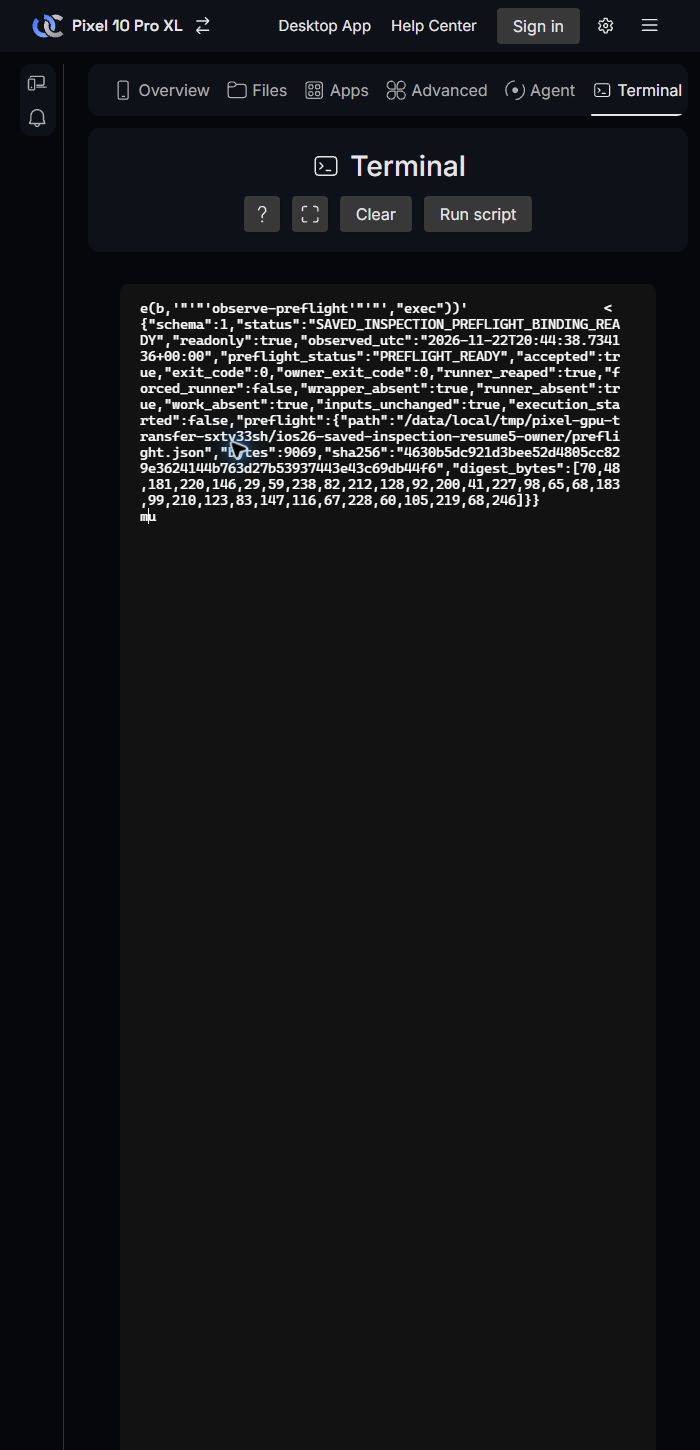 Pixel 10 Pro XL
Desktop App
Help Center
Sign in
Overview
Files
Apps
Advanced
Agent
Terminal
Terminal
?
Clear
Run script
e(b,'"'"'observe-preflight'"'"',"exec"))' <
{"schema":1,"status":"SAVED_INSPECTION_PREFLIGHT_BINDING_REA
DY","readonly":true,"observed_utc":"2026-11-22T20:44:38.7341
36+00:00","preflight_status":"PREFLIGHT_READY","accepted":tr
ue,"exit_code":0,"owner_exit_code":0,"runner_reaped":true,"f
orced_runner":false,"wrapper_absent":true,"runner_absent":tr
ue,"work_absent":true,"inputs_unchanged":true,"execution_sta
rted":false,"preflight":{"path":"/data/local/tmp/pixel-gpu-t
ransfer-sxty33sh/ios26-saved-inspection-resume5-owner/prefli
ght.json","bytes":9069,"sha256":"4630b5dc921d3bee52d4805cc82
9e3624144b763d27b53937443e43c69db44f6","digest_bytes":[70,48
,181,220,146,29,59,238,82,212,128,92,200,41,227,98,65,68,183
,99,210,123,83,147,116,67,228,60,105,219,68,246]}}
mu